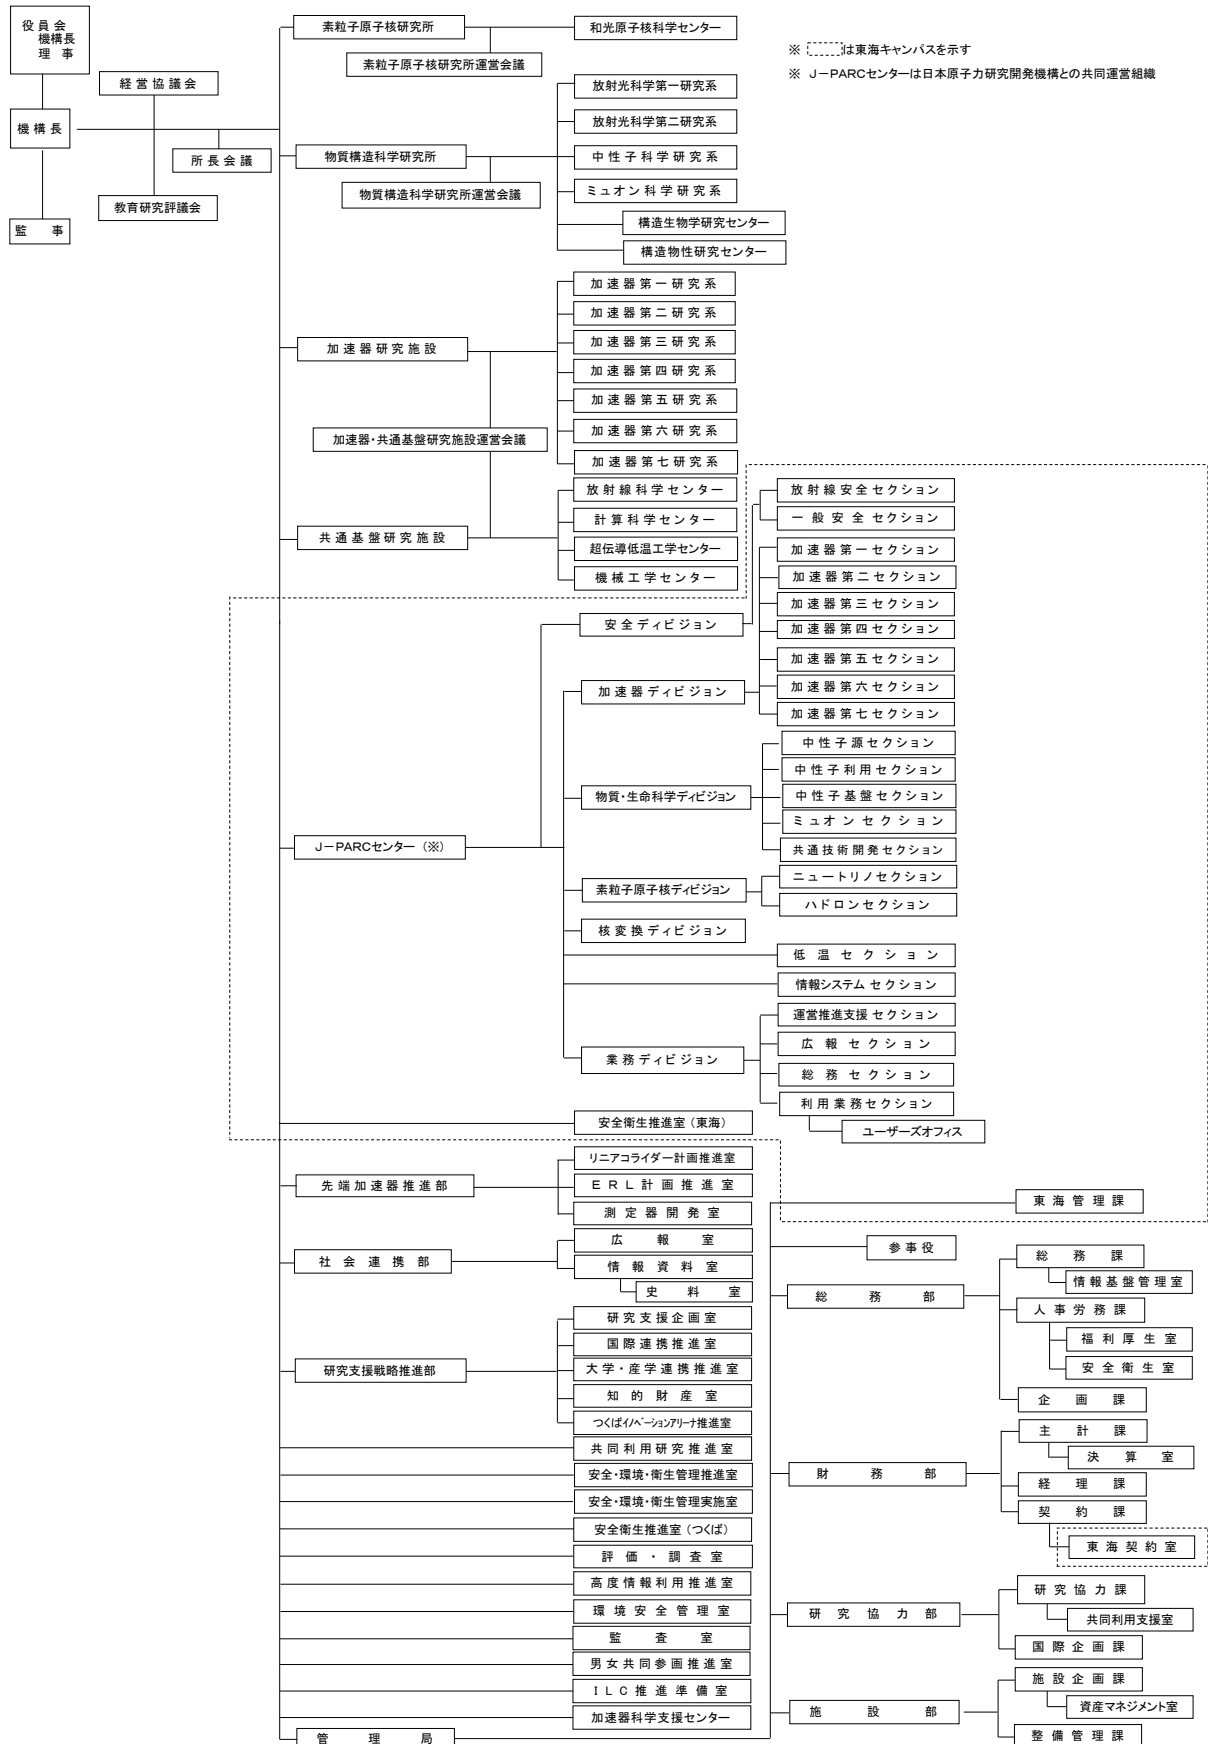 役員会
機構長
理　事
機構長
監　事
経営協議会
所長会議
教育研究評議会
※ は東海キャンパスを示す
※ J－PARCセンターは日本原子力研究開発機構との共同運営組織
素粒子原子核研究所
素粒子原子核研究所運営会議
和光原子核科学センター
物質構造科学研究所
物質構造科学研究所運営会議
放射光科学第一研究系
放射光科学第二研究系
中性子科学研究系
ミュオン科学研究系
構造生物学研究センター
構造物性研究センター
加速器研究施設
加速器第一研究系
加速器第二研究系
加速器第三研究系
加速器第四研究系
加速器第五研究系
加速器第六研究系
加速器第七研究系
加速器・共通基盤研究施設運営会議
共通基盤研究施設
放射線科学センター
計算科学センター
超伝導低温工学センター
機械工学センター
J－PARCセンター（※）
安全ディビジョン
放射線安全セクション
一般安全セクション
加速器ディビジョン
加速器第一セクション
加速器第二セクション
加速器第三セクション
加速器第四セクション
加速器第五セクション
加速器第六セクション
加速器第七セクション
物質・生命科学ディビジョン
中性子源セクション
中性子利用セクション
中性子基盤セクション
ミュオンセクション
共通技術開発セクション
素粒子原子核ディビジョン
ニュートリノセクション
ハドロンセクション
核変換ディビジョン
低温セクション
情報システムセクション
業務ディビジョン
運営推進支援セクション
広報セクション
総務セクション
利用業務セクション
ユーザーズオフィス
安全衛生推進室（東海）
先端加速器推進部
リニアコライダー計画推進室
ＥＲＬ計画推進室
測定器開発室
社会連携部
広報室
情報資料室
史料室
研究支援戦略推進部
研究支援企画室
国際連携推進室
大学・産学連携推進室
知的財産室
つくばイノベーションアリーナ推進室
共同利用研究推進室
安全・環境・衛生管理推進室
安全・環境・衛生管理実施室
安全衛生推進室（つくば）
評価・調査室
高度情報利用推進室
環境安全管理室
監査室
男女共同参画推進室
ＩＬＣ推進準備室
加速器科学支援センター
管理局
東海管理課
参事役
総務部
総務課
情報基盤管理室
人事労務課
福利厚生室
安全衛生室
企画課
財務部
主計課
決算室
経理課
契約課
東海契約室
研究協力部
研究協力課
共同利用支援室
国際企画課
施設部
施設企画課
資産マネジメント室
整備管理課